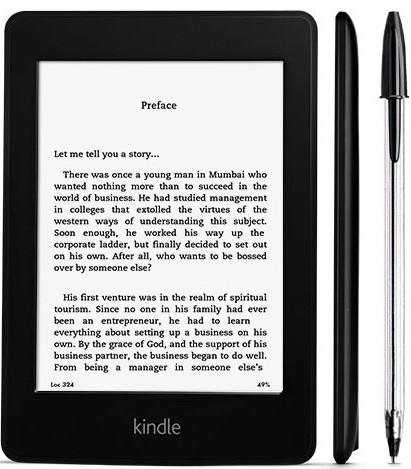 Preface
Let me tell you a story...
There was once a young man in Mumbai who
wanted nothing more than to succeed in the
world of business. He had studied management
in colleges that extolled the virtues of the
western ways of understanding this subject.
Soon enough, he worked his way up the
corporate ladder, but finally decided to set out
on his own. After all, who wants to be bossed
over by someone else?
His first venture was in the realm of spiritual
tourism. Since no one in his family had ever
been an entrepreneur, he had to learn
everything about setting up a business on his
own. By the grace of God, and the support of his
business partner, the business began to do well.
From being a manager in someone else's
Loc 324 49%
kindle